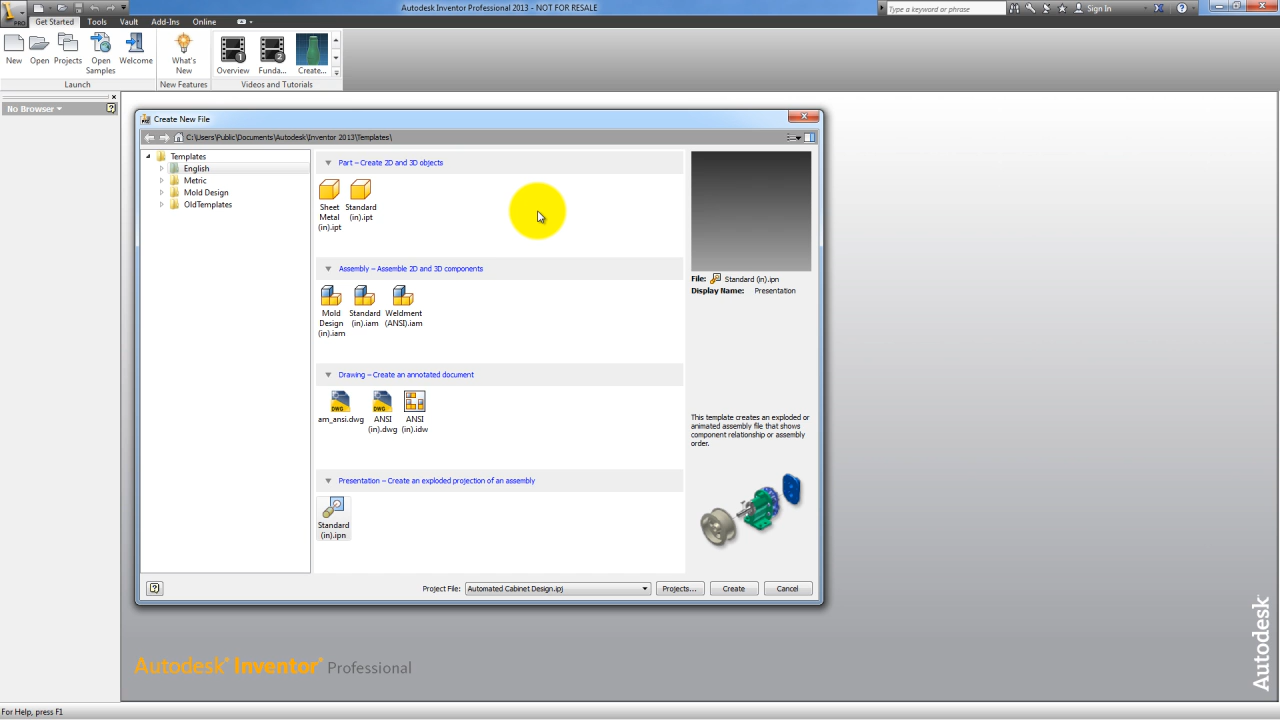 Autodesk Inventor Professional 2013 - NOT FOR RESALE
Type a keyword or phrase
Sign In
PRO
Get Started Tools Vault Add-Ins Online
New Open Projects Open Samples Welcome What's New Overview Funda... Create...
Launch New Features Videos and Tutorials
No Browser
Create New File
C:\Users\Public\Documents\Autodesk\Inventor 2013\Templates\
Templates
English
Metric
Mold Design
OldTemplates
Part – Create 2D and 3D objects
Sheet Metal (in).ipt
Standard (in).ipt
Assembly – Assemble 2D and 3D components
Mold Design (in).iam
Standard (in).iam
Weldment (ANSI).iam
Drawing – Create an annotated document
am_ansi.dwg
ANSI (in).dwg
ANSI (in).idw
Presentation – Create an exploded projection of an assembly
Standard (in).ipn
File: Standard (in).ipn
Display Name: Presentation
This template creates an exploded or
animated assembly file that shows
component relationship or assembly
order.
Project File: Automated Cabinet Design.ipj Projects... Create Cancel
Autodesk® Inventor® Professional
Autodesk®
For Help, press F1